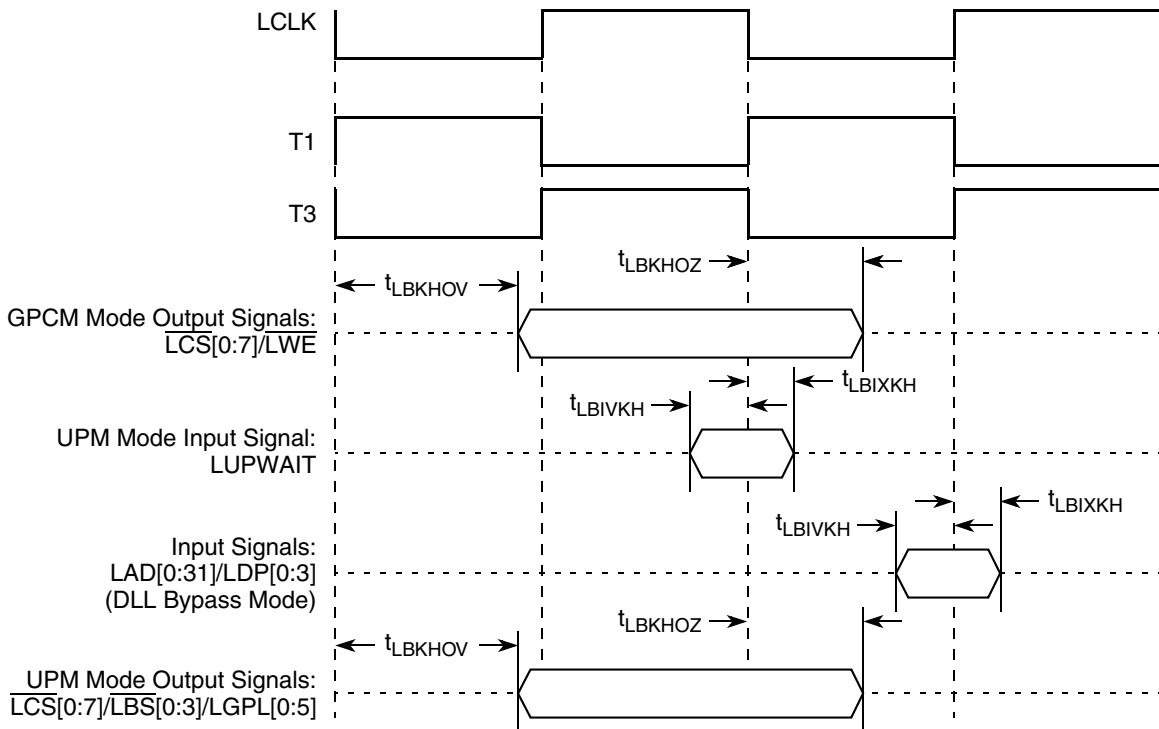 LCLK
T1
T3
tLBKHOZ
tLBKHOV
GPCM Mode Output Signals:
LCS[0:7]/LWE
tLBIXKH
tLBIVKH
UPM Mode Input Signal:
LUPWAIT
tLBIXKH
tLBIVKH
Input Signals:
LAD[0:31]/LDP[0:3]
(DLL Bypass Mode)
tLBKHOZ
tLBKHOV
UPM Mode Output Signals:
LCS[0:7]/LBS[0:3]/LGPL[0:5]